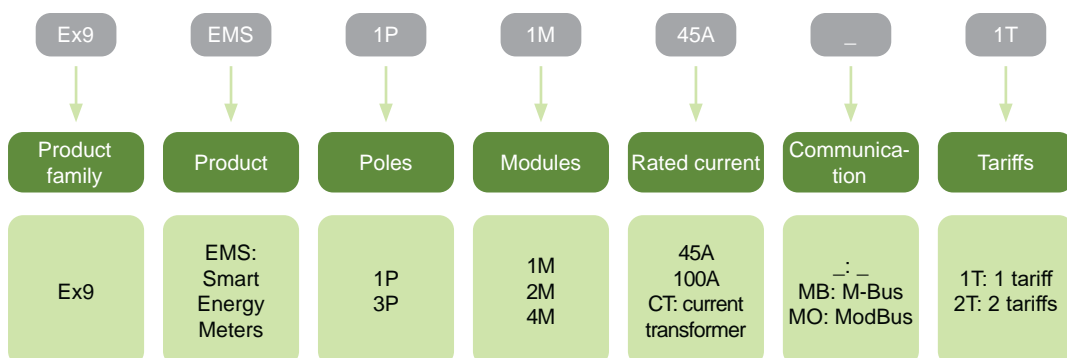 Ex9
EMS
1P
1M
45A
_
1T
Product
family
Product
Poles
Modules
Rated current
Communica-
tion
Tariffs
Ex9
EMS:
Smart
Energy
Meters
1P
3P
1M
2M
4M
45A
100A
CT: current
transformer
_: _
MB: M-Bus
MO: ModBus
1T: 1 tariff
2T: 2 tariffs